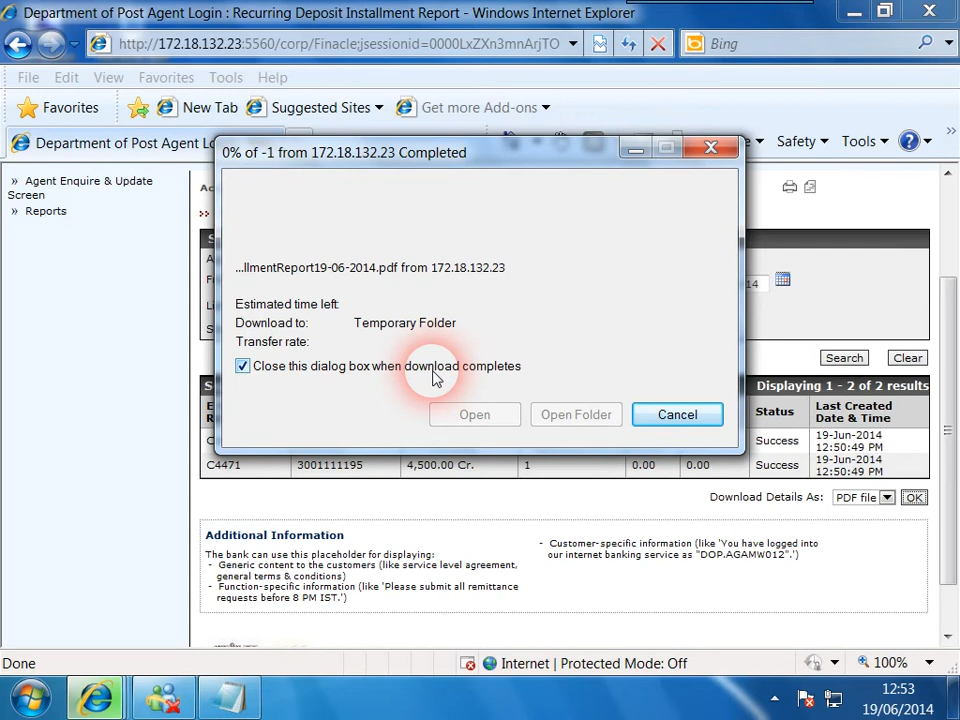 Department of Post Agent Login : Recurring Deposit Installment Report - Windows Internet Explorer
http://172.18.132.23:5560/corp/Finacle;jsessionid=0000LxZXn3mnArjTO
Bing
File Edit View Favorites Tools Help
Favorites New Tab Suggested Sites Get more Add-ons
Department of Post Agent Lo
Safety Tools
0% of -1 from 172.18.132.23 Completed
» Agent Enquire & Update Screen
» Reports
...llmentReport19-06-2014.pdf from 172.18.132.23
14
Estimated time left:
Download to: Temporary Folder
Transfer rate:
Close this dialog box when download completes
Open Open Folder Cancel
Search Clear
Displaying 1 - 2 of 2 results
Status Last Created
Date & Time
Success 19-Jun-2014
12:50:49 PM
C4471 3001111195 4,500.00 Cr. 1 0.00 0.00 Success 19-Jun-2014
12:50:49 PM
Download Details As: PDF file OK
Additional Information
The bank can use this placeholder for displaying:
- Generic content to the customers (like service level agreement,
general terms & conditions)
- Function-specific information (like 'Please submit all remittance
requests before 8 PM IST.')
- Customer-specific information (like 'You have logged into
our internet banking service as "DOP.AGAMW012".')
Done Internet | Protected Mode: Off 100%
12:53
19/06/2014